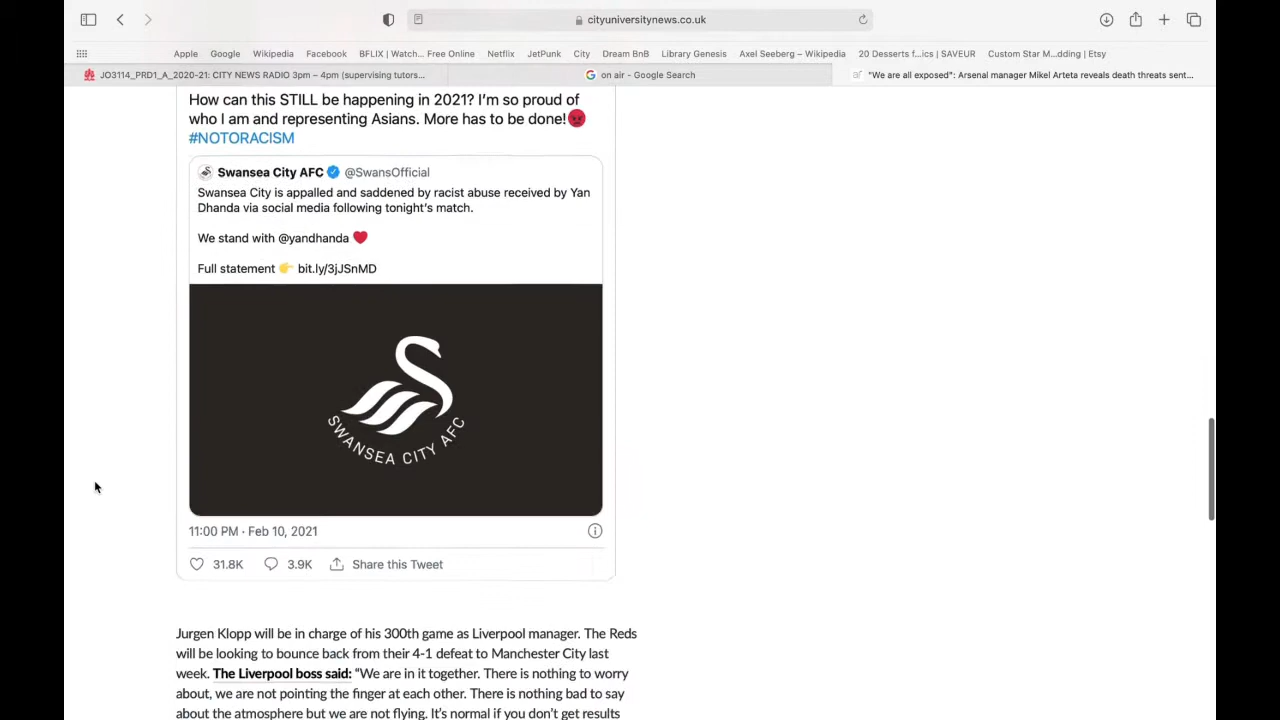 cityuniversitynews.co.uk
Apple Google Wikipedia Facebook BFLIX | Watch... Free Online Netflix JetPunk City Dream BnB Library Genesis Axel Seeberg – Wikipedia 20 Desserts f...ics | SAVEUR Custom Star M...dding | Etsy
JO3114_PRD1_A_2020-21: CITY NEWS RADIO 3pm – 4pm (supervising tutors... on air - Google Search "We are all exposed": Arsenal manager Mikel Arteta reveals death threats sent...
How can this STILL be happening in 2021? I'm so proud of
who I am and representing Asians. More has to be done!😡
#NOTORACISM
Swansea City AFC @SwansOfficial
Swansea City is appalled and saddened by racist abuse received by Yan
Dhanda via social media following tonight's match.
We stand with @yandhanda ❤️
Full statement 👉 bit.ly/3jJSnMD
SWANSEA CITY AFC
11:00 PM · Feb 10, 2021
31.8K 3.9K Share this Tweet
Jurgen Klopp will be in charge of his 300th game as Liverpool manager. The Reds
will be looking to bounce back from their 4-1 defeat to Manchester City last
week. The Liverpool boss said: “We are in it together. There is nothing to worry
about, we are not pointing the finger at each other. There is nothing bad to say
about the atmosphere but we are not flying. It’s normal if you don’t get results